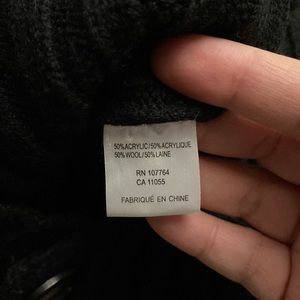 50% ACRYLIC/50% ACRYLIQUE
50% WOOL/50% LAINE
RN 107764
CA 11055
FABRIQUÉ EN CHINE